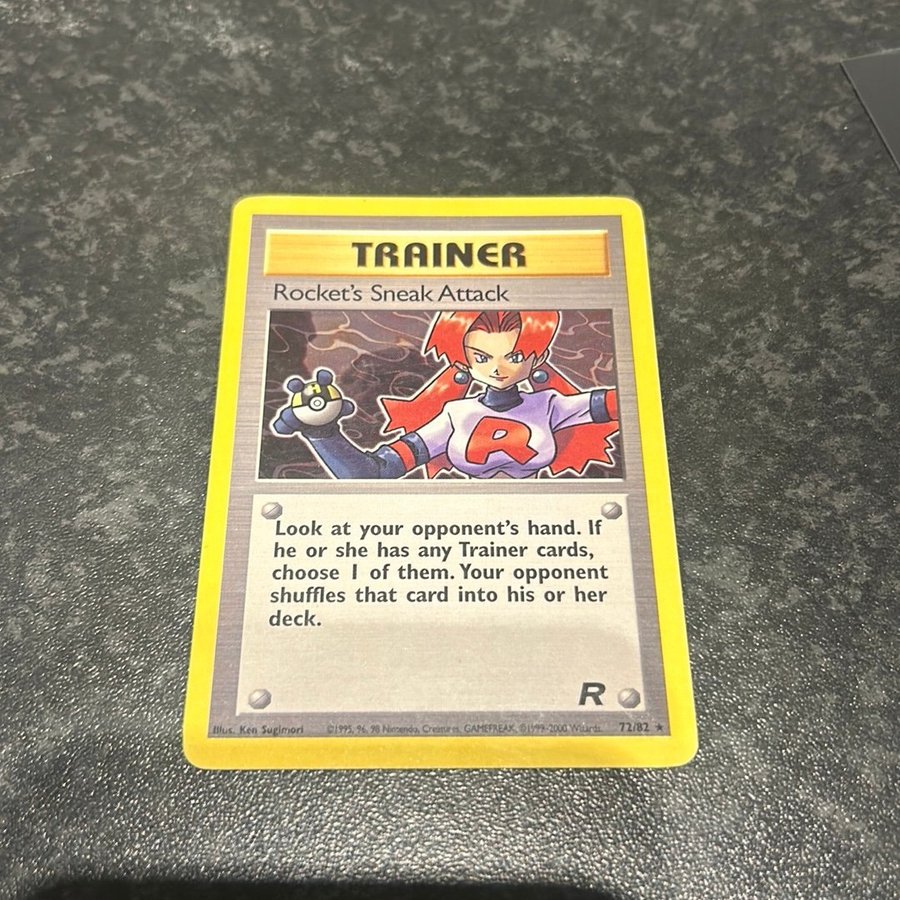 TRAINER
Rocket's Sneak Attack
R
Look at your opponent's hand. If
he or she has any Trainer cards,
choose 1 of them. Your opponent
shuffles that card into his or her
deck.
R
Illus. Ken Sugimori ©1995, 96, 98 Nintendo, Creatures, GAMEFREAK. ©1999-2000 Wizards. 72/82 ★